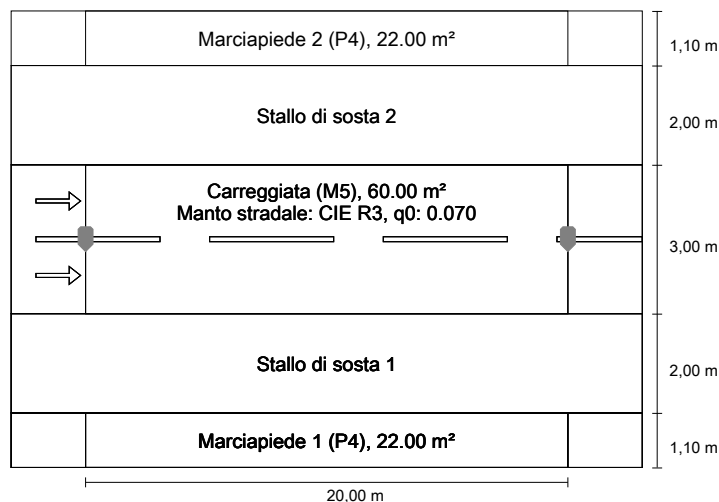 Marciapiede 2 (P4), 22.00 m²
1,10 m
Stallo di sosta 2
2,00 m
Carreggiata (M5), 60.00 m²
Manto stradale: CIE R3, q0: 0.070
3,00 m
Stallo di sosta 1
2,00 m
Marciapiede 1 (P4), 22.00 m²
1,10 m
20,00 m